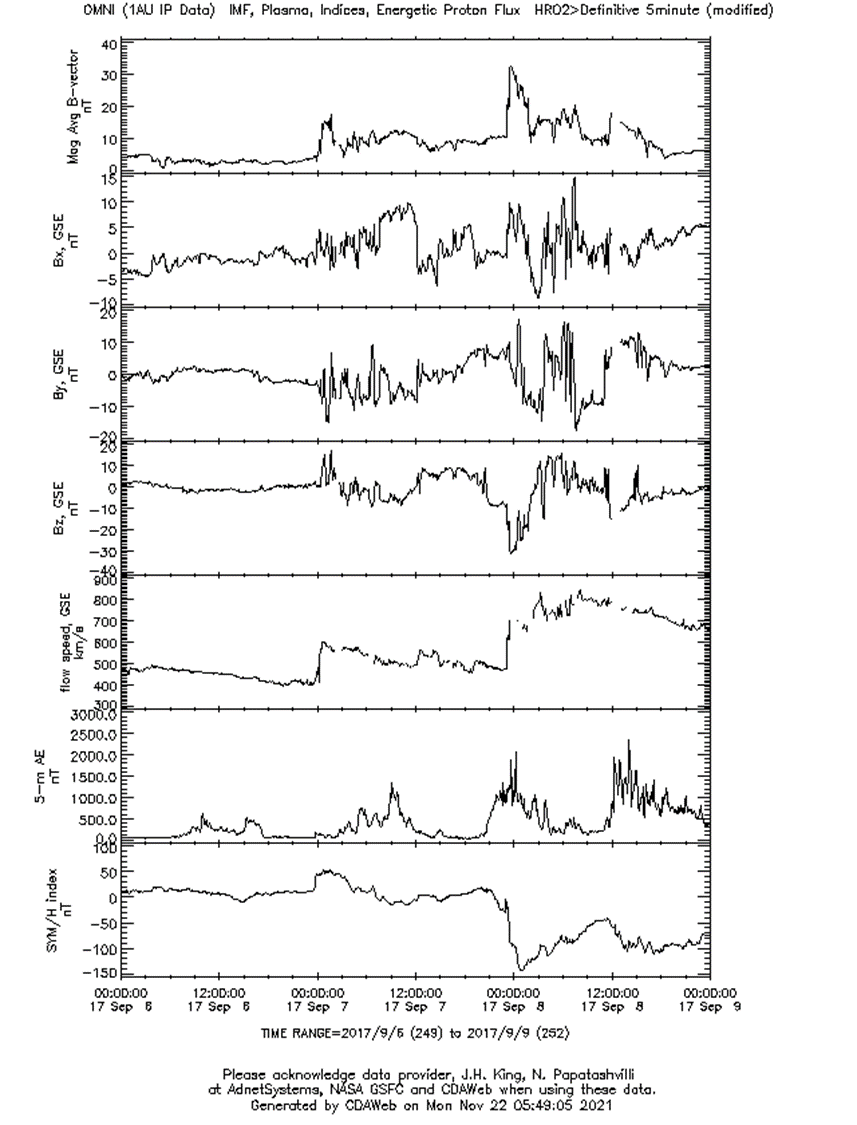 OMNI (1AU IP Data) IMF, Plasma, Indices, Energetic Proton Flux HRO2>Definitive 5minute (modified)
Mag Avg B-vector
nT
40
30
20
10
0
Bx, GSE
nT
15
10
5
0
-5
-10
By, GSE
nT
20
10
0
-10
-20
Bz, GSE
nT
20
10
0
-10
-20
-30
-40
flow speed, GSE
km/s
900
800
700
600
500
400
300
5-m AE
nT
3000.0
2500.0
2000.0
1500.0
1000.0
500.0
0.0
SYM/H index
nT
100
50
0
-50
-100
-150
00:00:00 12:00:00 00:00:00 12:00:00 00:00:00 12:00:00 00:00:00
17 Sep 6 17 Sep 6 17 Sep 7 17 Sep 7 17 Sep 8 17 Sep 8 17 Sep 9
TIME RANGE=2017/9/6 (249) to 2017/9/9 (252)
Please acknowledge data provider, J.H. King, N. Papatashvilli
at AdnetSystems, NASA GSFC and CDAWeb when using these data.
Generated by CDAWeb on Mon Nov 22 05:49:05 2021